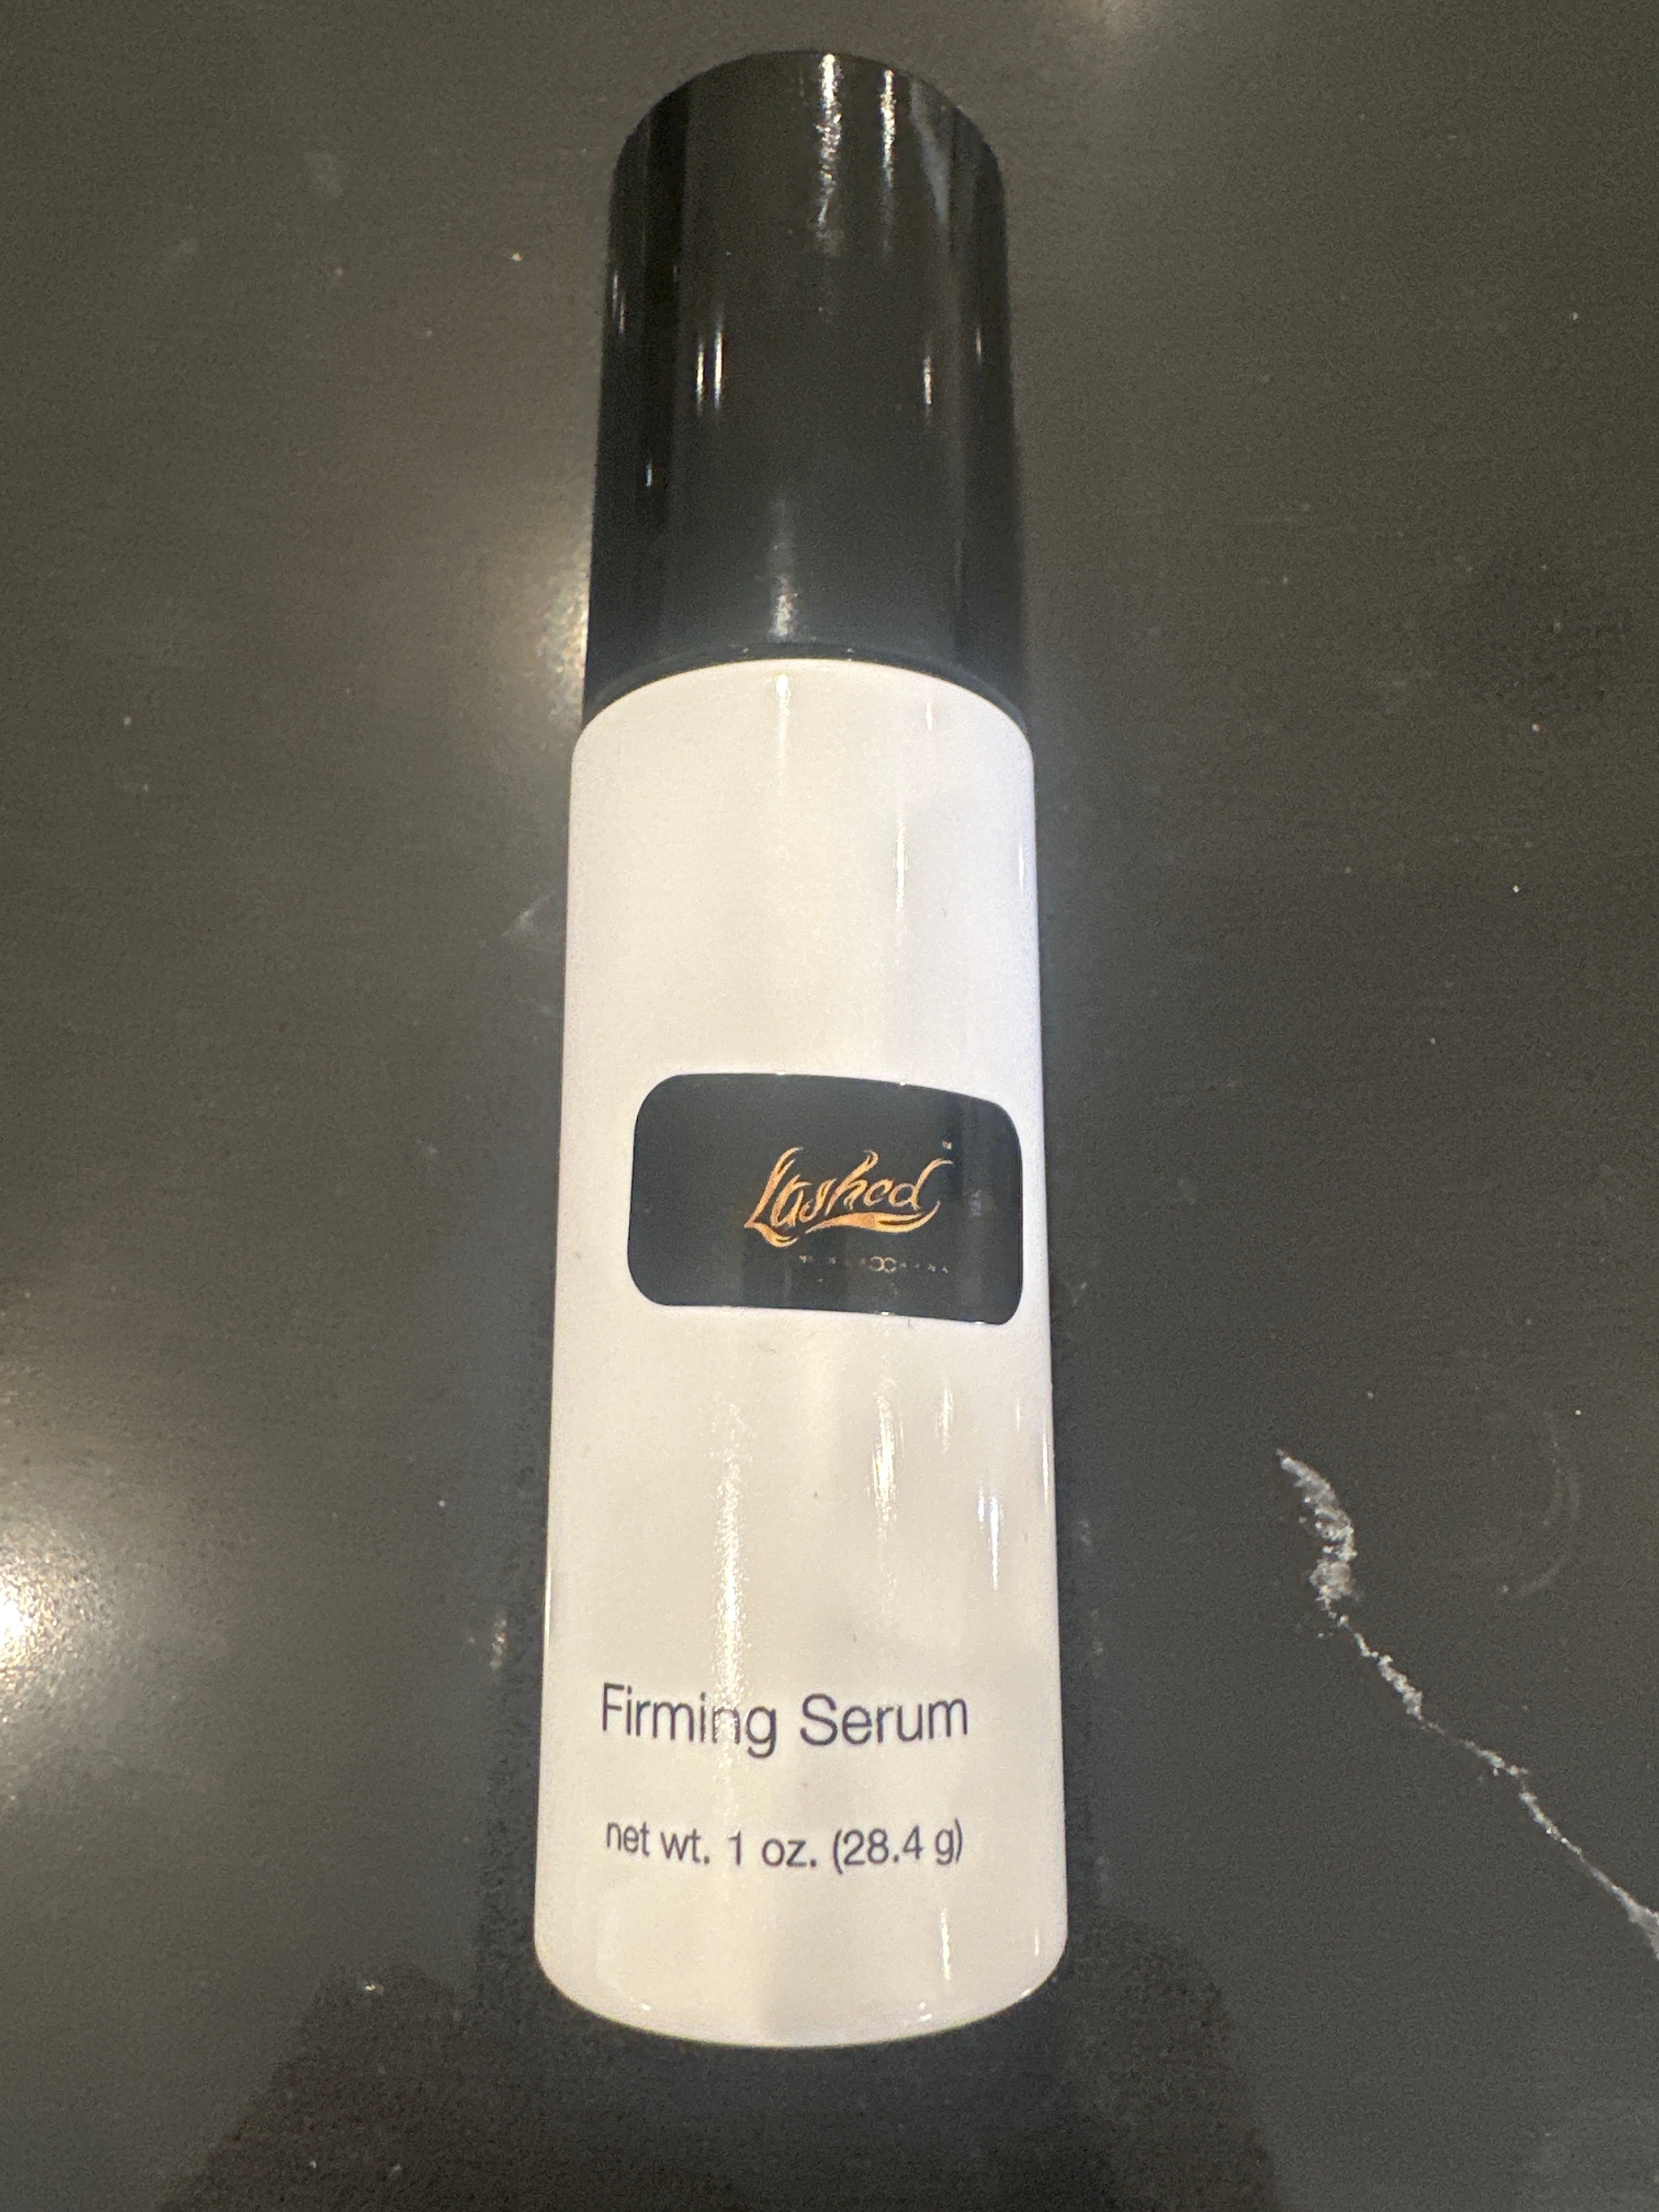 Lashed
Firming Serum
net wt. 1 oz. (28.4 g)